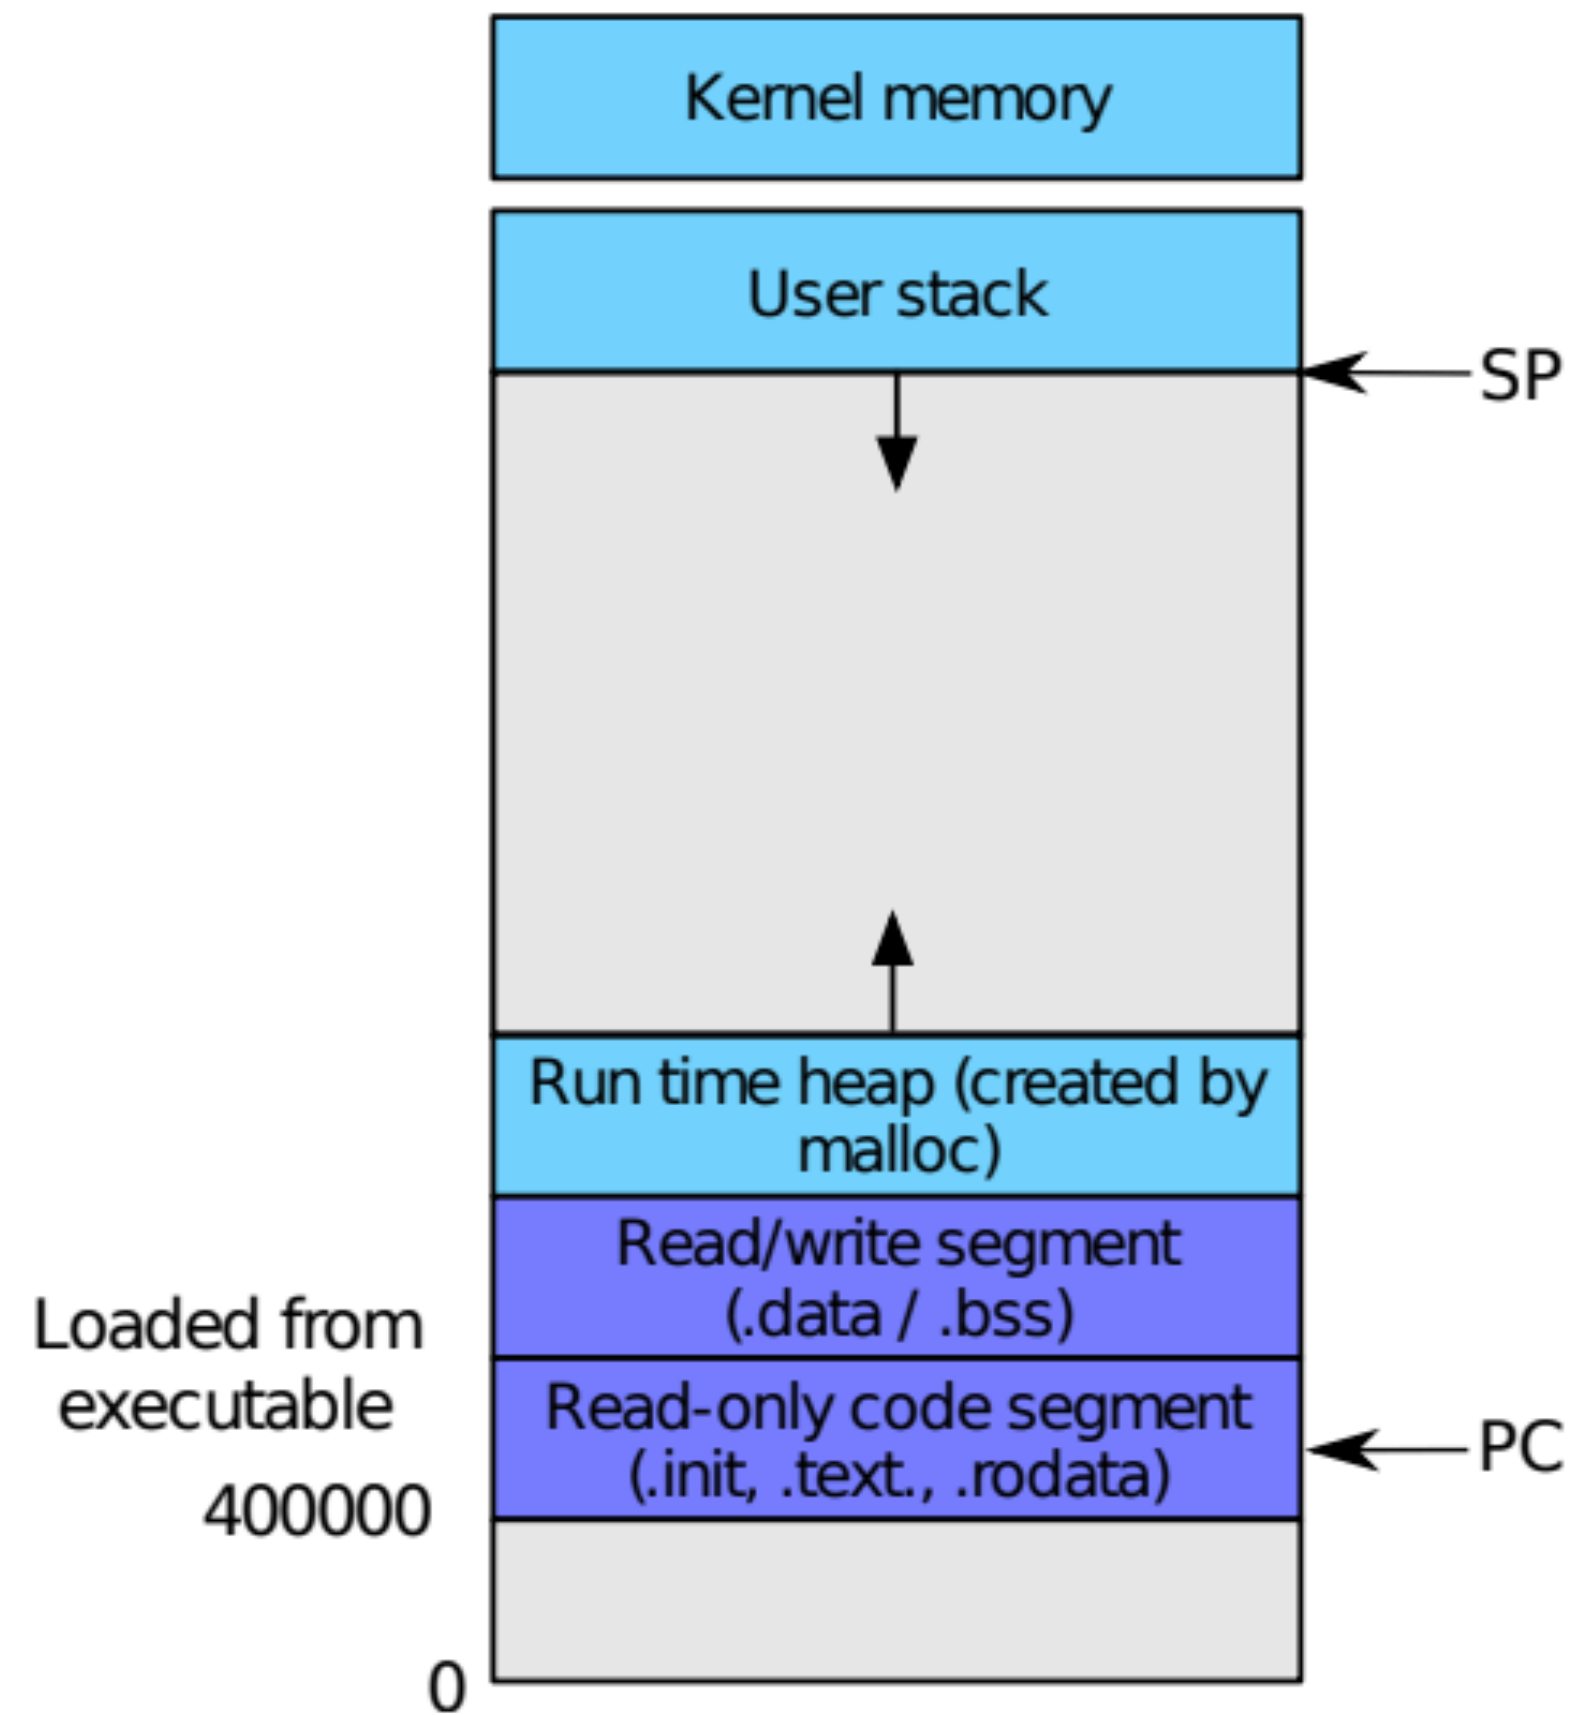 Kernel memory
User stack
SP
Run time heap (created by
malloc)
Read/write segment
(.data / .bss)
Loaded from
executable
Read-only code segment
(.init, .text., .rodata)
PC
400000
0